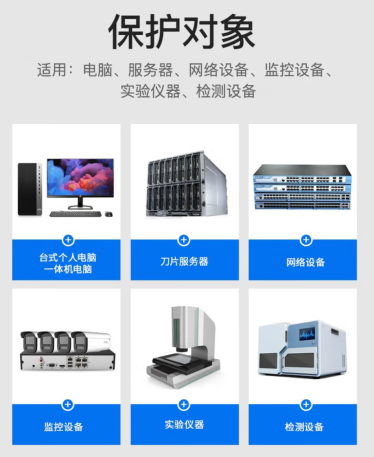 保护对象
适用：电脑、服务器、网络设备、监控设备、
实验仪器、检测设备
台式个人电脑
一体机电脑
刀片服务器
网络设备
监控设备
实验仪器
检测设备